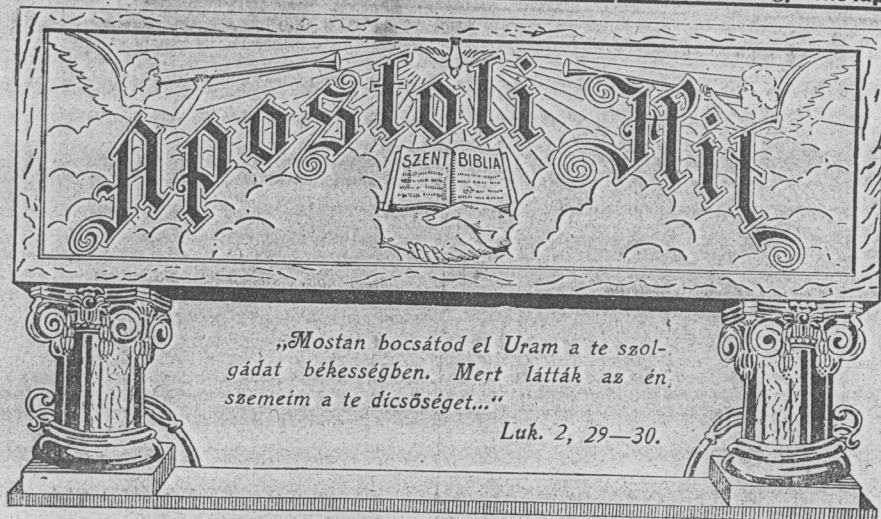 Apostoli Hit
SZENT BIBLIA
„Mostan bocsátod el Uram a te szol-
gádat békességben. Mert látták az én
szemeim a te dicsőséget...“
Luk. 2, 29—30.